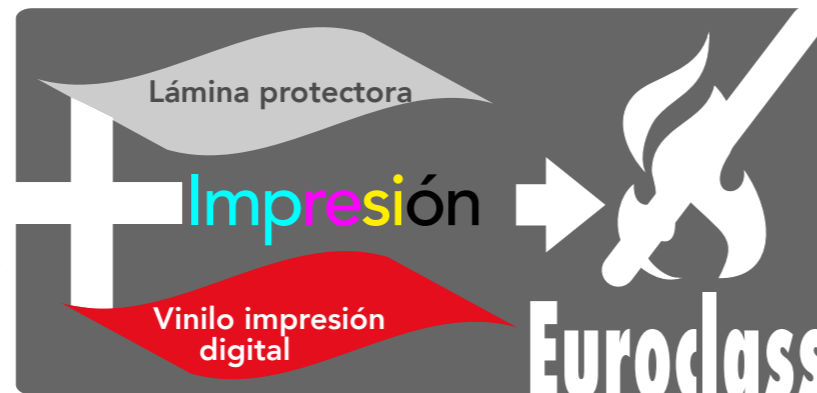 Lámina protectora
Impresión
Vinilo impresión
digital
Euroclass